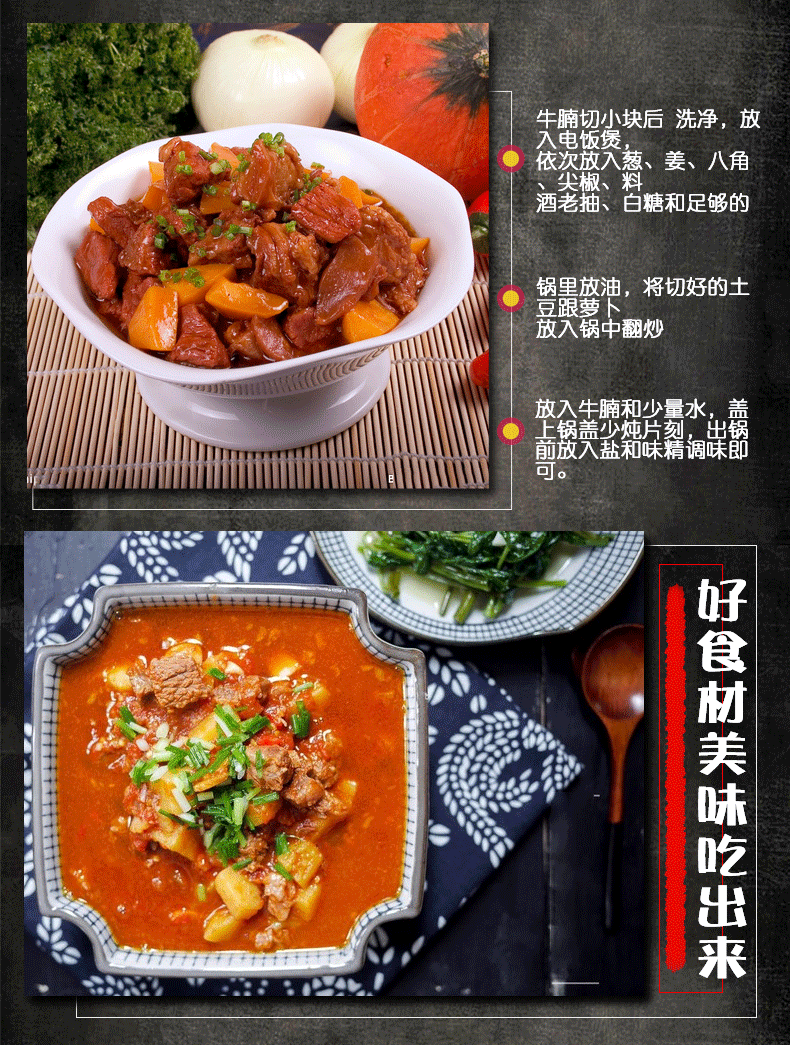 牛腩切小块后 洗净，放
入电饭煲，
依次放入葱、姜、八角
、尖椒、料
酒老抽、白糖和足够的
锅里放油，将切好的土
豆跟萝卜
放入锅中翻炒
放入牛腩和少量水，盖
上锅盖少炖片刻，出锅
前放入盐和味精调味即
可。
好食材美味吃出来